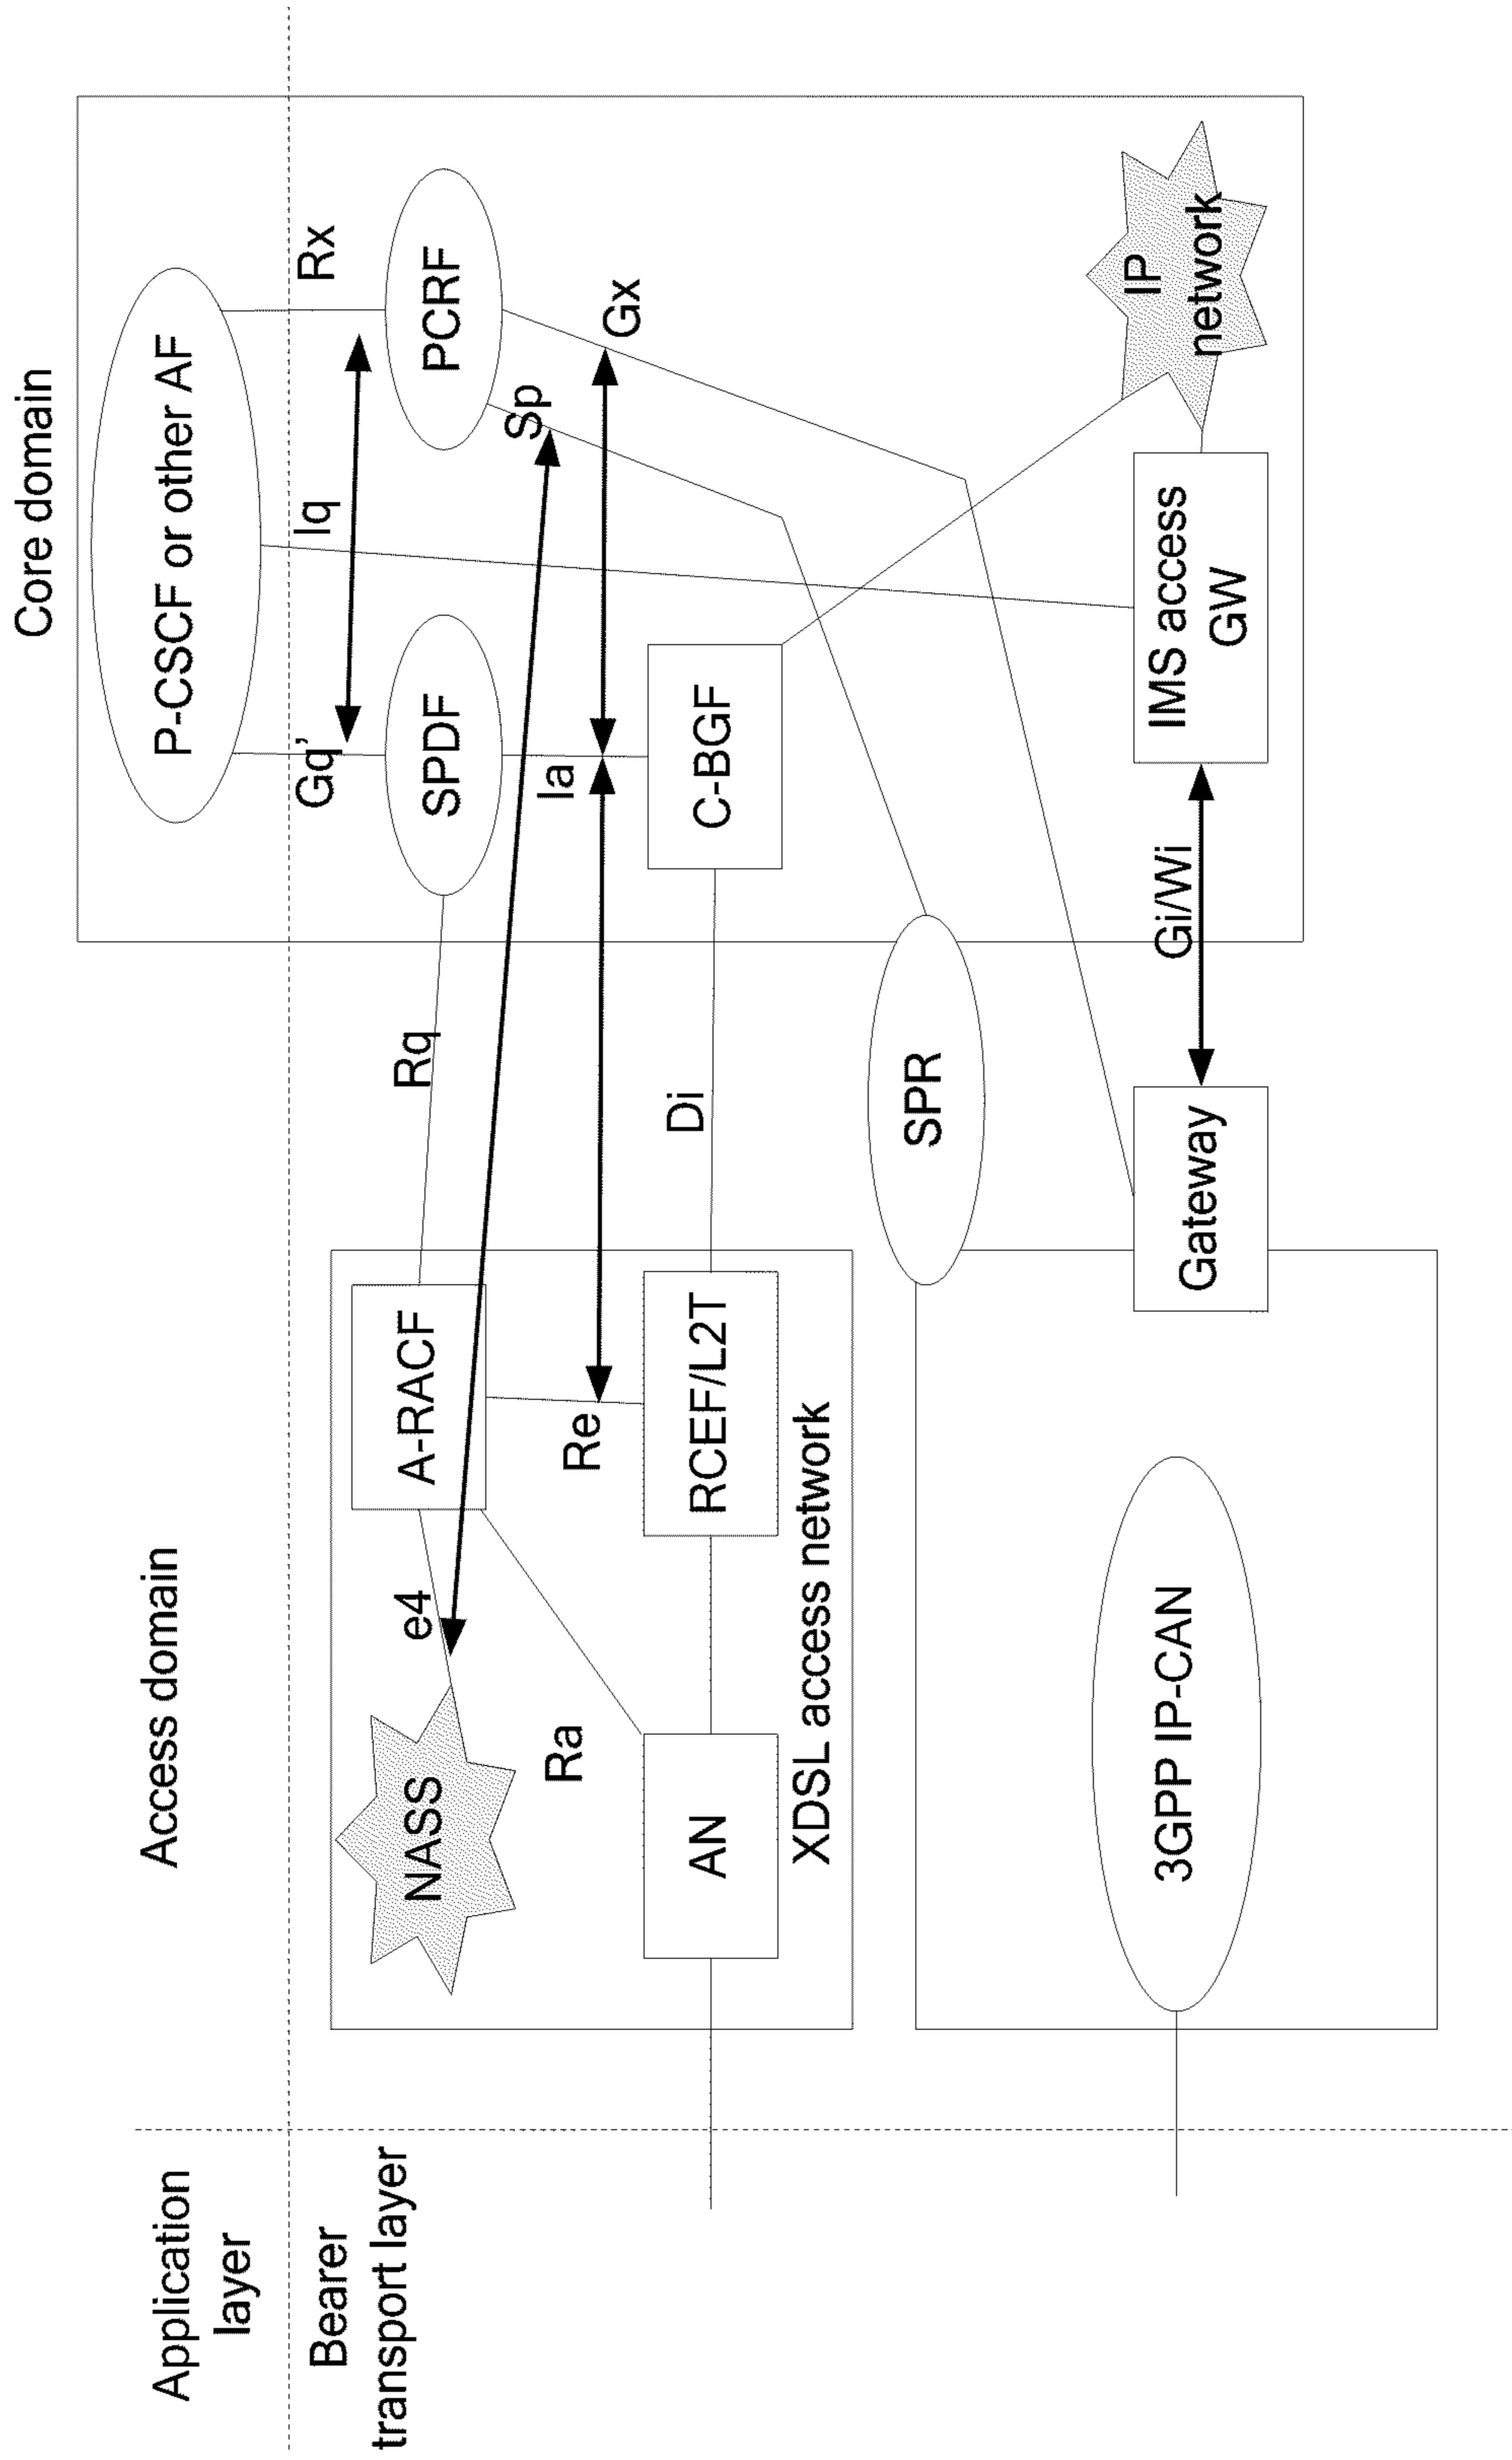 Access domain
Core domain
Application
layer
P-CSCF or other AF
Bearer
transport layer
Gq’
Iq
Rx
NASS
e4
A-RACF
Rq
SPDF
PCRF
Sp
Ra
Re
Ia
Gx
AN
RCEF/L2T
Di
C-BGF
XDSL access network
SPR
3GPP IP-CAN
Gateway
Gi/Wi
IMS access
GW
IP
network